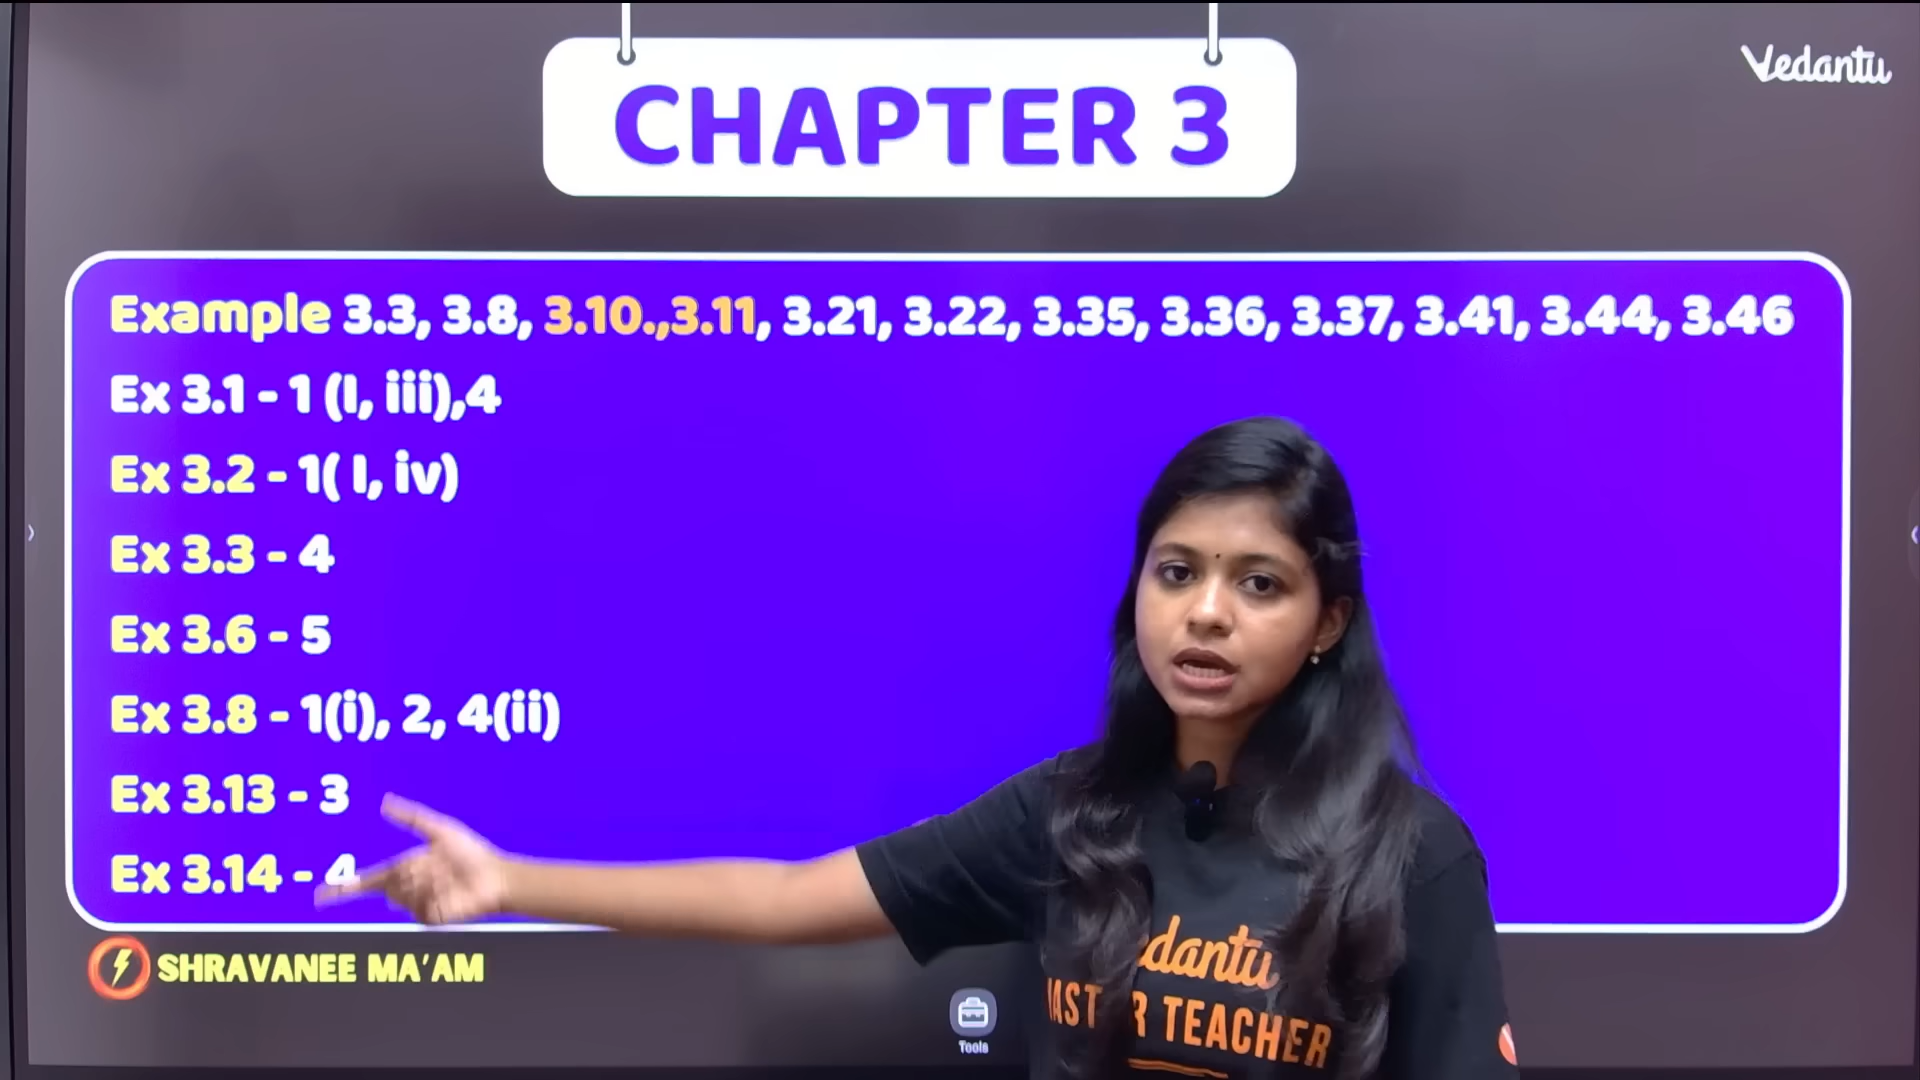 Vedantu
CHAPTER 3
Example 3.3, 3.8, 3.10.,3.11, 3.21, 3.22, 3.35, 3.36, 3.37, 3.41, 3.44, 3.46
Ex 3.1 - 1 (I, iii),4
Ex 3.2 - 1( I, iv)
Ex 3.3 - 4
Ex 3.6 - 5
Ex 3.8 - 1(i), 2, 4(ii)
Ex 3.13 - 3
Ex 3.14 - 4
SHRAVANEE MA'AM
Tools
edantu
TEACHER